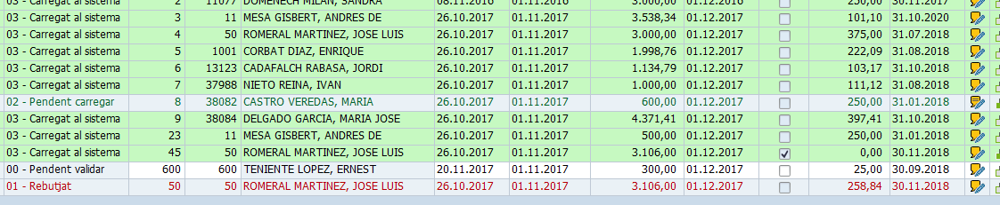 03 - Carregat al sistema 2 11077 DOMENECH MILAN, SANDRA 08.11.2016 01.11.2016 3.000,00 01.12.2016 250,00 30.11.2017
03 - Carregat al sistema 3 11 MESA GISBERT, ANDRES DE 26.10.2017 01.11.2017 3.538,34 01.12.2017 101,10 31.10.2020
03 - Carregat al sistema 4 50 ROMERAL MARTINEZ, JOSE LUIS 26.10.2017 01.11.2017 3.000,00 01.12.2017 375,00 31.07.2018
03 - Carregat al sistema 5 1001 CORBAT DIAZ, ENRIQUE 26.10.2017 01.11.2017 1.998,76 01.12.2017 222,09 31.08.2018
03 - Carregat al sistema 6 13123 CADAFALCH RABASA, JORDI 26.10.2017 01.11.2017 1.134,79 01.12.2017 103,17 31.10.2018
03 - Carregat al sistema 7 37988 NIETO REINA, IVAN 26.10.2017 01.11.2017 1.000,00 01.12.2017 111,12 31.08.2018
02 - Pendent carregar 8 38082 CASTRO VEREDAS, MARIA 26.10.2017 01.11.2017 600,00 01.12.2017 250,00 31.01.2018
03 - Carregat al sistema 9 38084 DELGADO GARCIA, MARIA JOSE 26.10.2017 01.11.2017 4.371,41 01.12.2017 397,41 31.10.2018
03 - Carregat al sistema 23 11 MESA GISBERT, ANDRES DE 26.10.2017 01.11.2017 500,00 01.12.2017 250,00 31.01.2018
03 - Carregat al sistema 45 50 ROMERAL MARTINEZ, JOSE LUIS 26.10.2017 01.11.2017 3.106,00 01.12.2017 0,00 30.11.2018
00 - Pendent validar 600 600 TENIENTE LOPEZ, ERNEST 20.11.2017 01.11.2017 300,00 01.12.2017 25,00 30.09.2018
01 - Rebutjat 50 50 ROMERAL MARTINEZ, JOSE LUIS 26.10.2017 01.11.2017 3.106,00 01.12.2017 258,84 30.11.2018